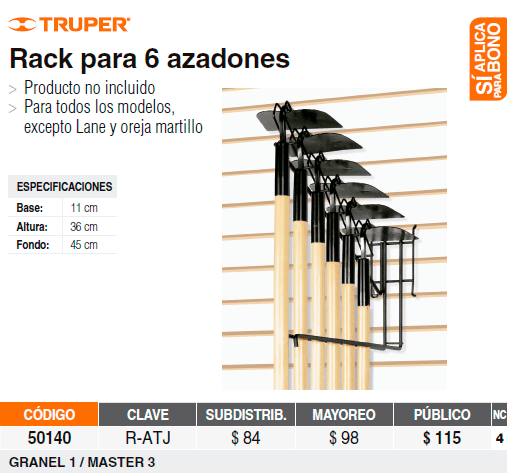 TRUPER®
SÍ APLICA
PARA BONO
Rack para 6 azadones
> Producto no incluido
> Para todos los modelos,
excepto Lane y oreja martillo
ESPECIFICACIONES
Base: 11 cm
Altura: 36 cm
Fondo: 45 cm
CÓDIGO CLAVE SUBDISTRIB. MAYOREO PÚBLICO NC
50140 R-ATJ $ 84 $ 98 $ 115 4
GRANEL 1 / MASTER 3